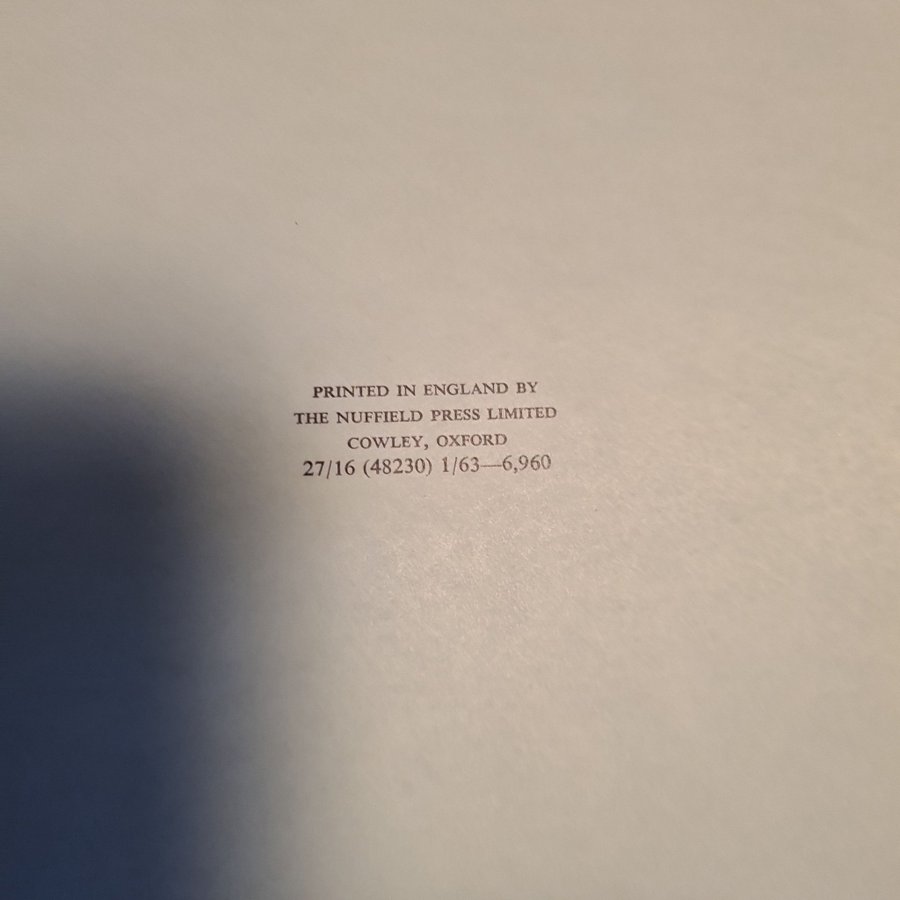 PRINTED IN ENGLAND BY
THE NUFFIELD PRESS LIMITED
COWLEY, OXFORD
27/16 (48230) 1/63—6,960